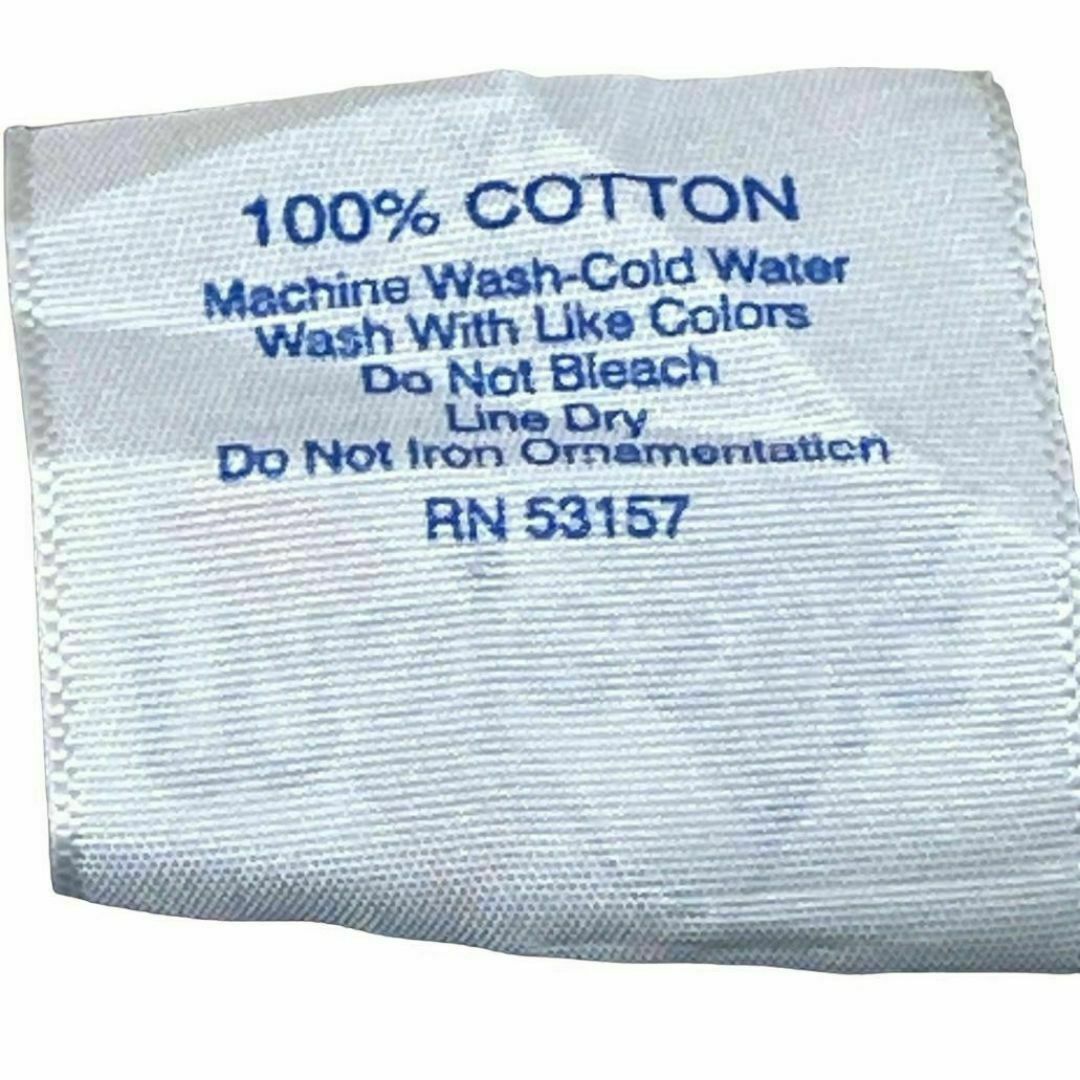 100% COTTON
Machine Wash-Cold Water
Wash With Like Colors
Do Not Bleach
Line Dry
Do Not Iron Ornamentation
RN 53157